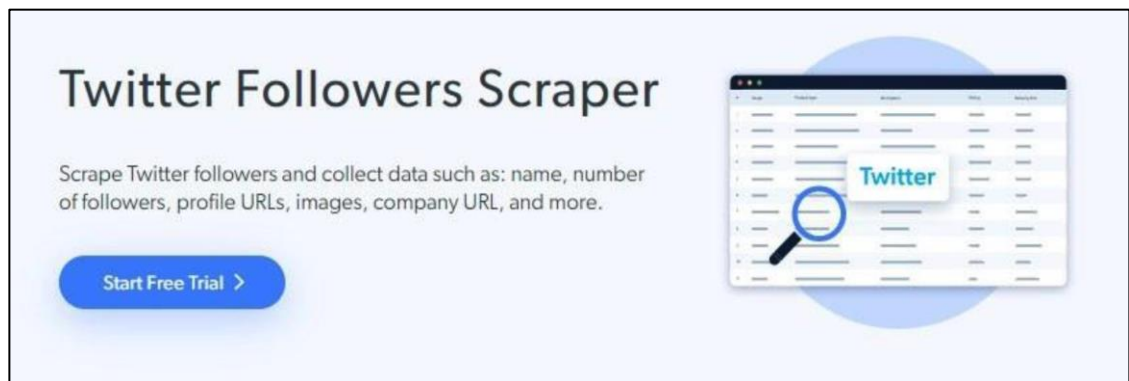 Twitter Followers Scraper
Scrape Twitter followers and collect data such as: name, number
of followers, profile URLs, images, company URL, and more.
Start Free Trial >
Twitter